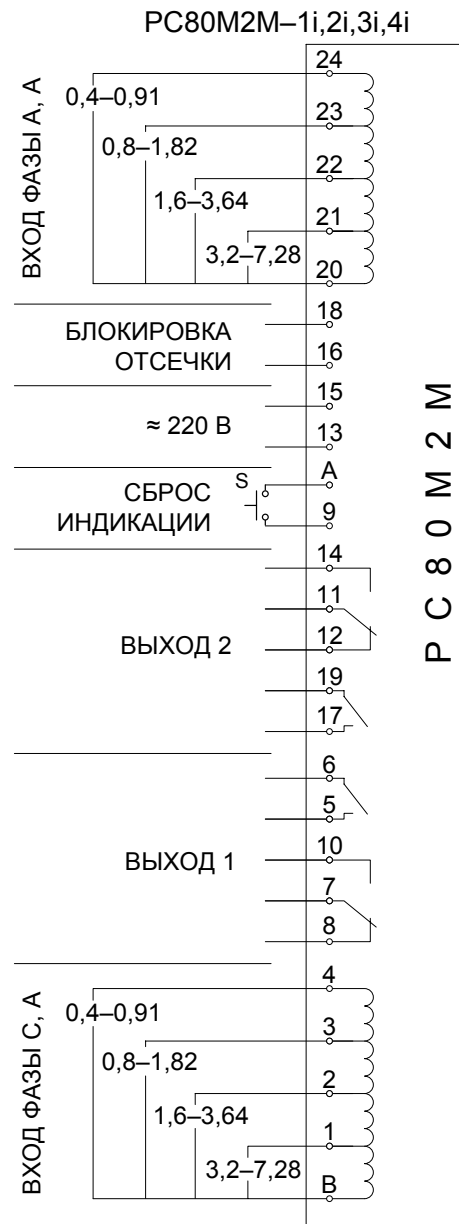 РС80М2М–1i,2i,3i,4i
ВХОД ФАЗЫ А, А
24
0,4–0,91
23
0,8–1,82
22
1,6–3,64
21
3,2–7,28
20
БЛОКИРОВКА
ОТСЕЧКИ
18
16
≈ 220 В
15
13
СБРОС
ИНДИКАЦИИ
S
А
9
ВЫХОД 2
14
11
12
19
17
ВЫХОД 1
6
5
10
7
8
ВХОД ФАЗЫ С, А
4
0,4–0,91
3
0,8–1,82
2
1,6–3,64
1
3,2–7,28
В
РС80М2М